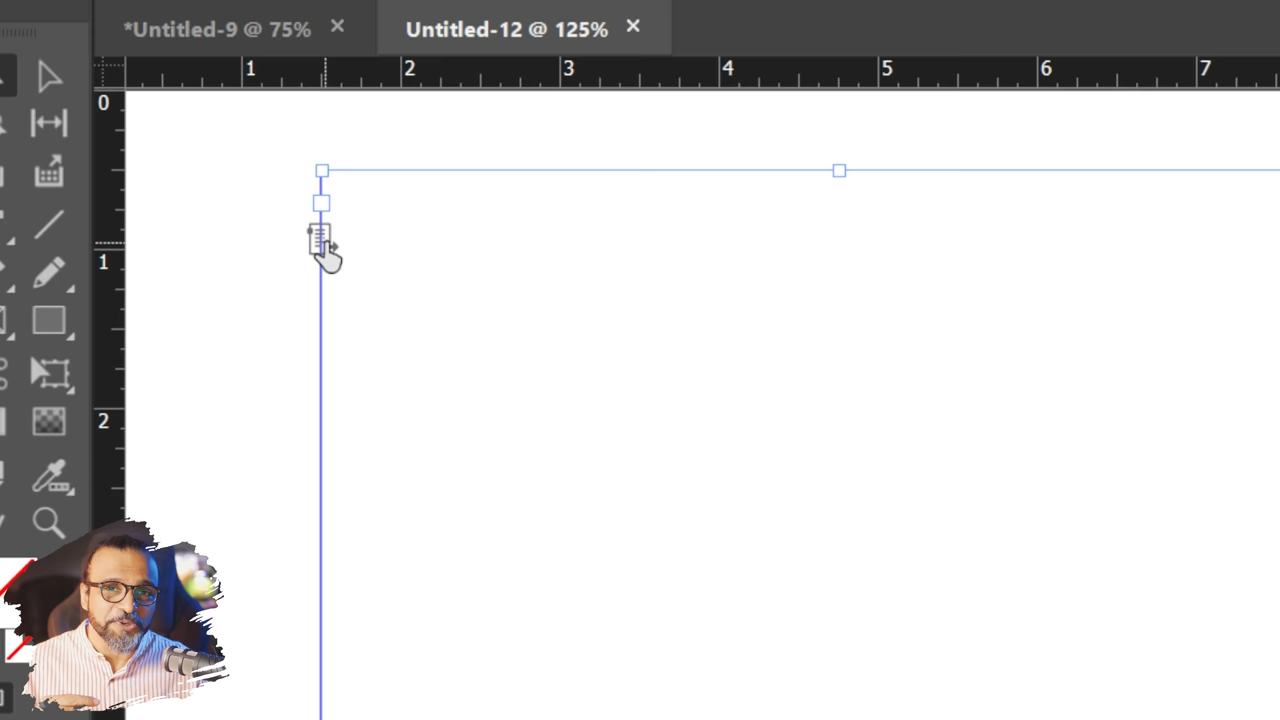 *Untitled-9 @ 75% ×
Untitled-12 @ 125% ×
1 2 3 4 5 6 7
0
1
2